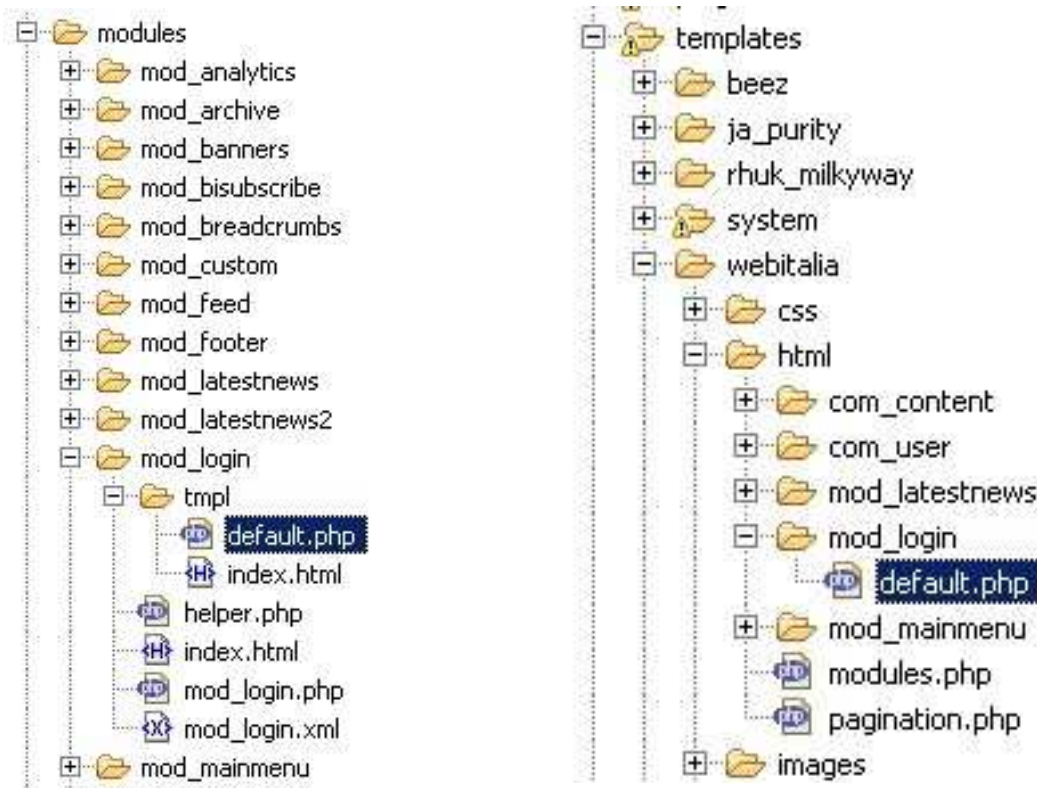 modules
mod_analytics
mod_archive
mod_banners
mod_bisubscribe
mod_breadcrumbs
mod_custom
mod_feed
mod_footer
mod_latestnews
mod_latestnews2
mod_login
tmpl
default.php
index.html
helper.php
index.html
mod_login.php
mod_login.xml
mod_mainmenu
templates
beez
ja_purity
rhuk_milkyway
system
webitalia
css
html
com_content
com_user
mod_latestnews
mod_login
default.php
mod_mainmenu
modules.php
pagination.php
images